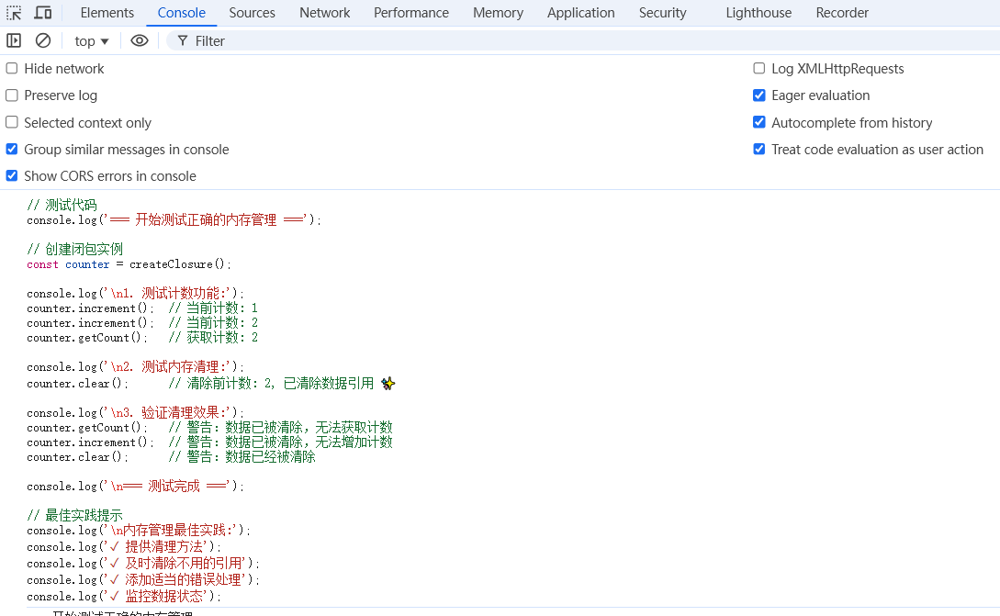 Elements Console Sources Network Performance Memory Application Security Lighthouse Recorder
top Filter
Hide network Log XMLHttpRequests
Preserve log Eager evaluation
Selected context only Autocomplete from history
Group similar messages in console Treat code evaluation as user action
Show CORS errors in console
// 测试代码
console.log('=== 开始测试正确的内存管理 ===');
// 创建闭包实例
const counter = createClosure();
console.log('\n1. 测试计数功能:');
counter.increment(); // 当前计数: 1
counter.increment(); // 当前计数: 2
counter.getCount(); // 获取计数: 2
console.log('\n2. 测试内存清理:');
counter.clear(); // 清除前计数: 2, 已清除数据引用 ✨
console.log('\n3. 验证清理效果:');
counter.getCount(); // 警告: 数据已被清除，无法获取计数
counter.increment(); // 警告: 数据已被清除，无法增加计数
counter.clear(); // 警告: 数据已经被清除
console.log('\n=== 测试完成 ===');
// 最佳实践提示
console.log('\n内存管理最佳实践:');
console.log('✓ 提供清理方法');
console.log('✓ 及时清除不用的引用');
console.log('✓ 添加适当的错误处理');
console.log('✓ 监控数据状态');
开始测试正确的内存管理